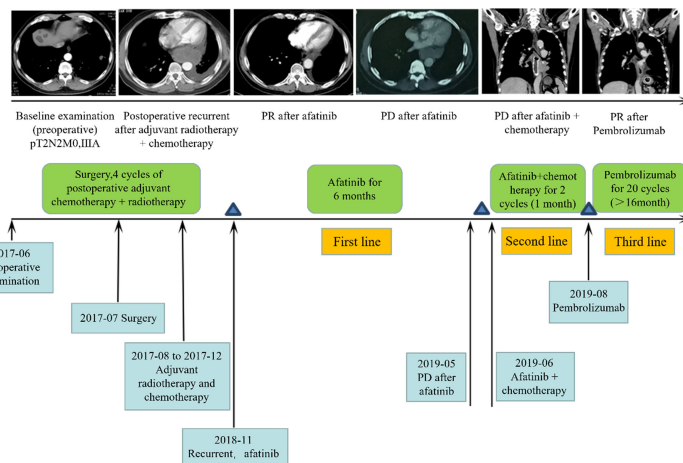 Baseline examination
(preoperative)
pT2N2M0,IIIA
Postoperative recurrent
after adjuvant radiotherapy
+ chemotherapy
PR after afatinib
PD after afatinib
PD after afatinib +
chemotherapy
PR after
Pembrolizumab
Surgery,4 cycles of
postoperative adjuvant
chemotherapy + radiotherapy
Afatinib for
6 months
Afatinib+chemot
herapy for 2
cycles (1 month)
Pembrolizumab
for 20 cycles
(＞16month)
First line
Second line
Third line
2017-07 Surgery
2017-08 to 2017-12
Adjuvant
radiotherapy and
chemotherapy
2018-11
Recurrent,  afatinib
2019-05
PD after
afatinib
2019-06
Afatinib +
chemotherapy
2019-08
Pembrolizumab